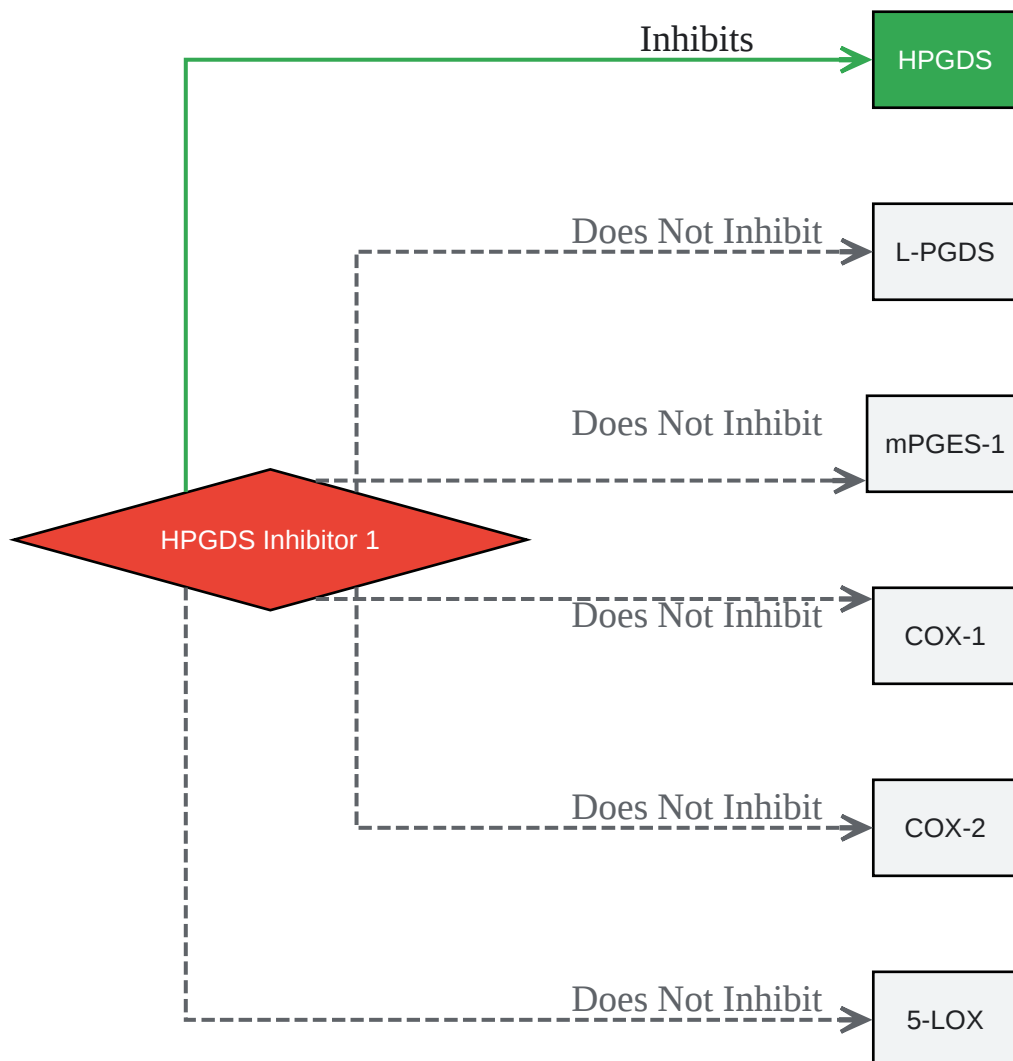 Inhibits
HPGDS
Does Not Inhibit
L-PGDS
Does Not Inhibit
mPGES-1
HPGDS Inhibitor 1
Does Not Inhibit
COX-1
Does Not Inhibit
COX-2
Does Not Inhibit
5-LOX